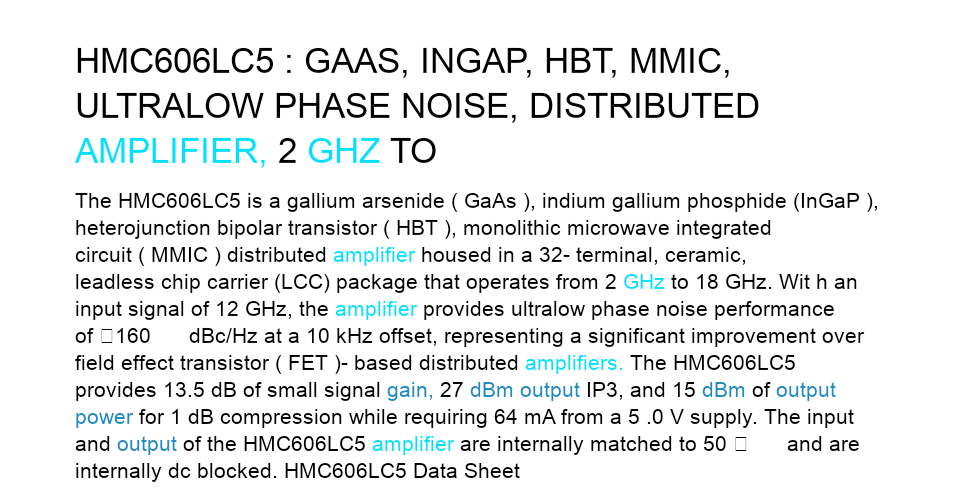 HMC606LC5 : GAAS, INGAP, HBT, MMIC,
ULTRALOW PHASE NOISE, DISTRIBUTED
AMPLIFIER, 2 GHZ TO
The HMC606LC5 is a gallium arsenide ( GaAs ), indium gallium phosphide (InGaP ),
heterojunction bipolar transistor ( HBT ), monolithic microwave integrated
circuit ( MMIC ) distributed amplifier housed in a 32- terminal, ceramic,
leadless chip carrier (LCC) package that operates from 2 GHz to 18 GHz. Wit h an
input signal of 12 GHz, the amplifier provides ultralow phase noise performance
of □160 dBc/Hz at a 10 kHz offset, representing a significant improvement over
field effect transistor ( FET )- based distributed amplifiers. The HMC606LC5
provides 13.5 dB of small signal gain, 27 dBm output IP3, and 15 dBm of output
power for 1 dB compression while requiring 64 mA from a 5 .0 V supply. The input
and output of the HMC606LC5 amplifier are internally matched to 50 □ and are
internally dc blocked. HMC606LC5 Data Sheet